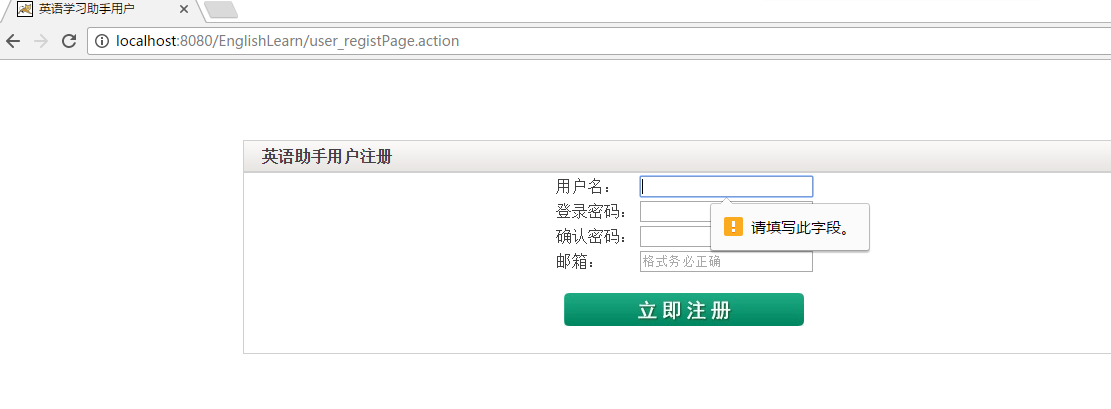 英语学习助手用户
localhost:8080/EnglishLearn/user_registPage.action
英语助手用户注册
用户名：
登录密码：
请填写此字段。
确认密码：
邮箱：
格式务必正确
立即注册